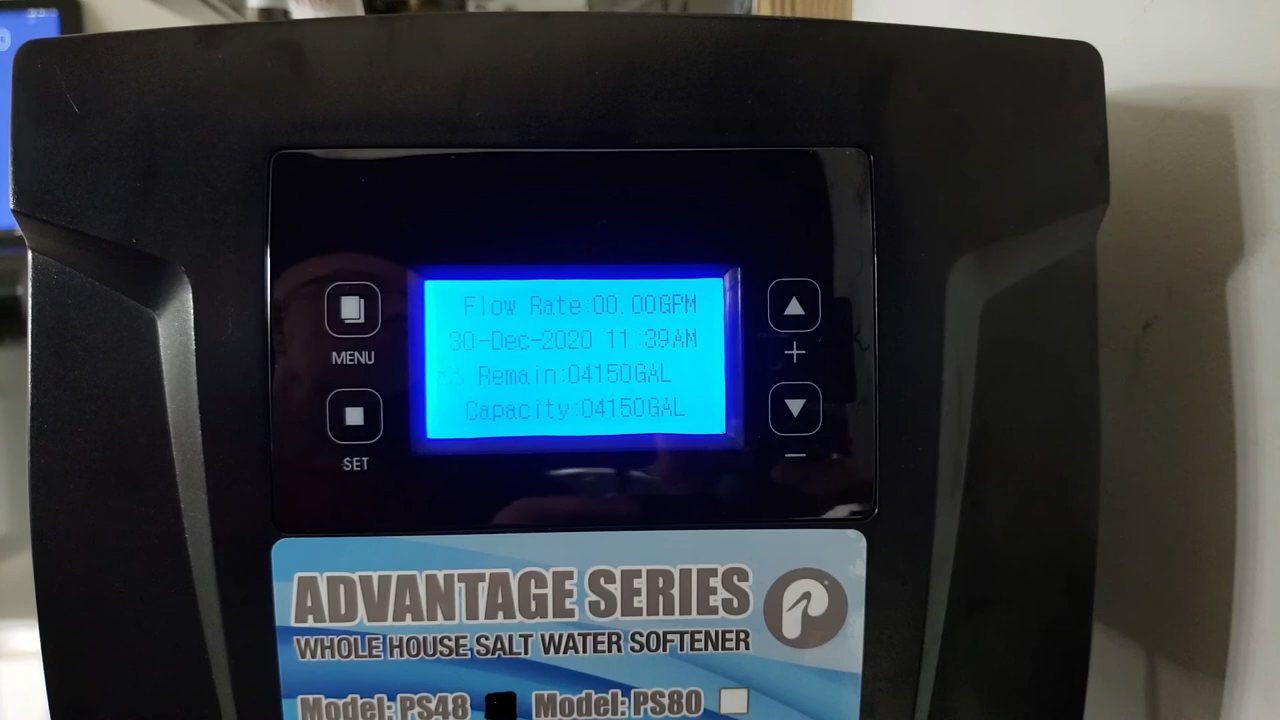 Flow Rate:00.00GPM
30-Dec-2020 11:39AM
Remain:04150GAL
Capacity:04150GAL
MENU
SET
+
−
ADVANTAGE SERIES
WHOLE HOUSE SALT WATER SOFTENER
Model: PS48 Model: PS80